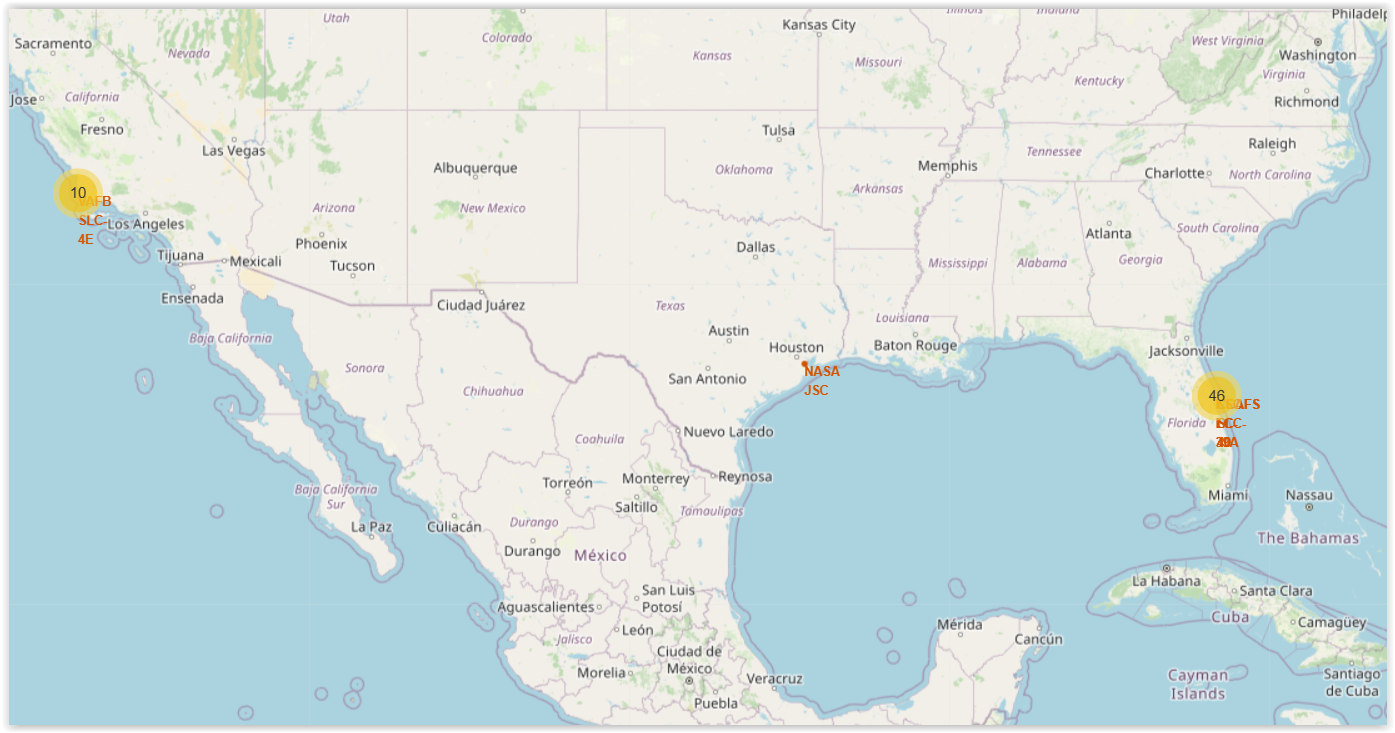 Utah
Colorado
Kansas City
Illinois
Indiana
Philadelp
Sacramento
Nevada
Kansas
Missouri
West Virginia
Washington
Virginia
Kentucky
Jose
California
Richmond
Fresno
Las Vegas
Tulsa
Raleigh
Albuquerque
Oklahoma
Memphis
Tennessee
Charlotte
North Carolina
10
AFB
SLC-
4E
Los Angeles
Arizona
New Mexico
Arkansas
South Carolina
Phoenix
Dallas
Atlanta
Tijuana
Mexicali
Tucson
Mississippi
Alabama
Georgia
Ensenada
Ciudad Juárez
Texas
Louisiana
Baja California
Austin
Houston
Baton Rouge
Jacksonville
Sonora
NASA
JSC
San Antonio
Chihuahua
46
AFS
Florida
Nuevo Laredo
Coahuila
Baja California
Sur
Torreón
Monterrey
Reynosa
Saltillo
Tamaulipas
Miami
Nassau
La Paz
Culiacán
Durango
Durango
México
The Bahamas
La Habana
Santa Clara
Aguascalientes
San Luis
Potosí
Cuba
Camagüey
Jalisco
León
Mérida
Cancún
Ciudad de
México
Morelia
Veracruz
Puebla
Cayman
Islands
Santiago
de Cuba